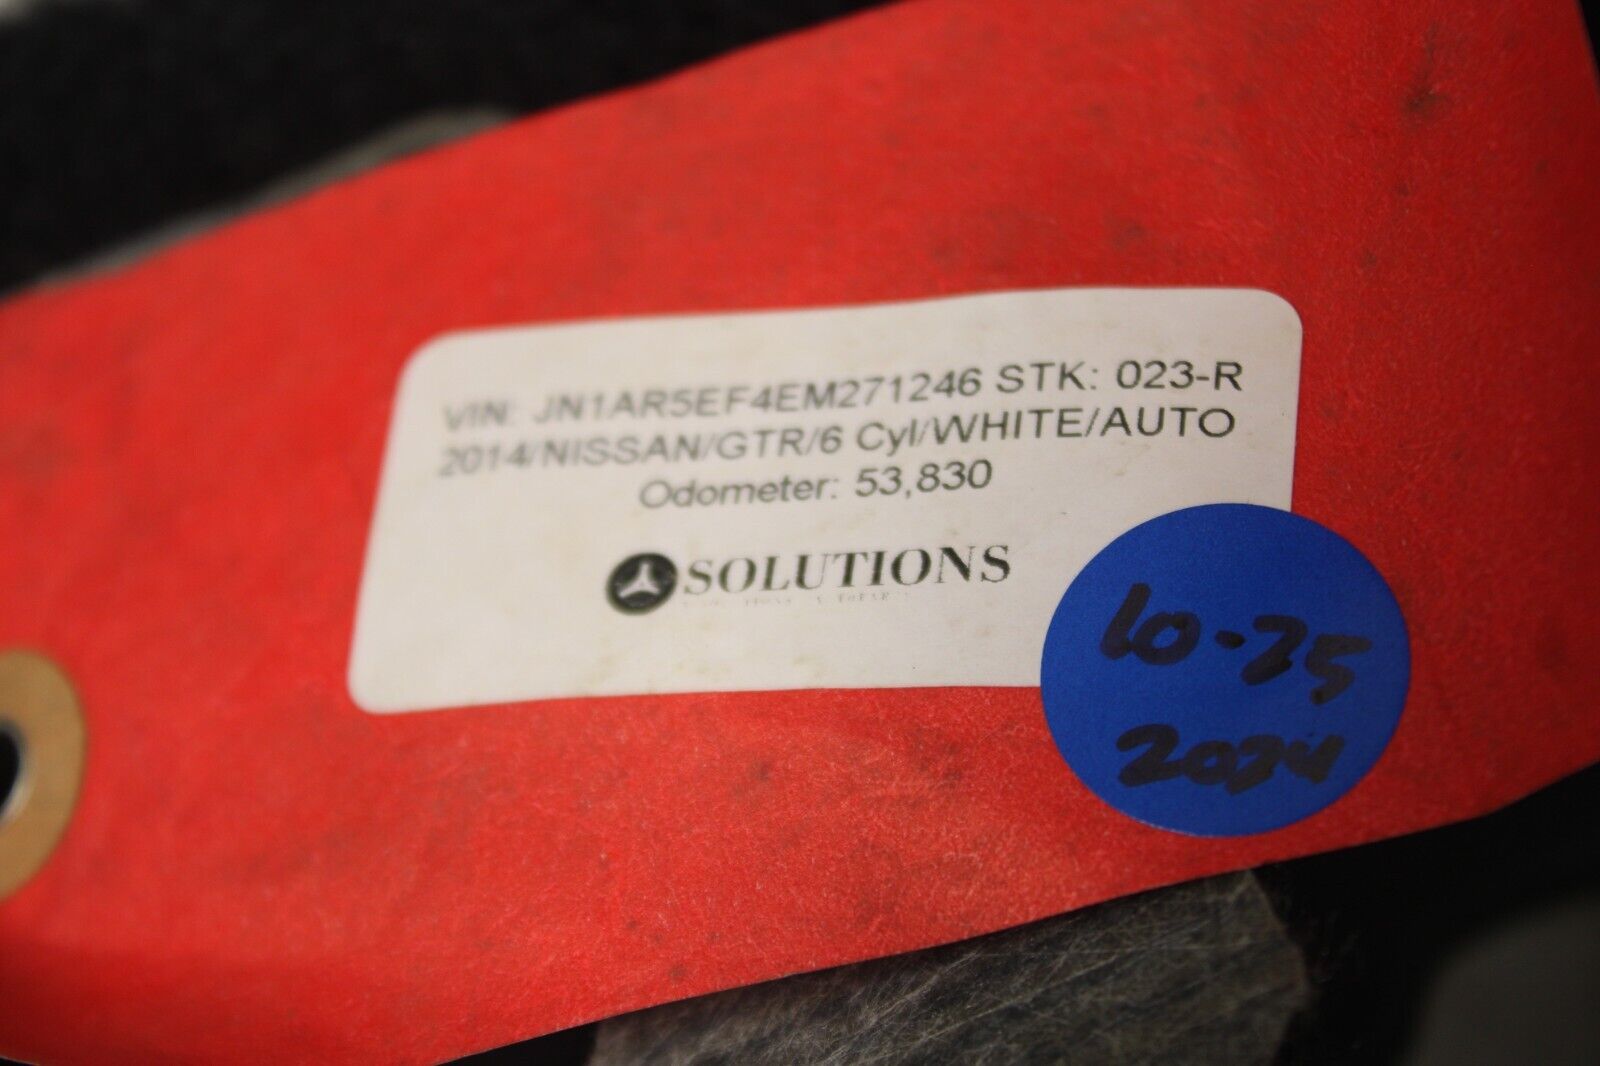 VIN: JN1AR5EF4EM271246 STK: 023-R
2014/NISSAN/GTR/6 Cyl/WHITE/AUTO
Odometer: 53,830
SOLUTIONS
10-25
2024